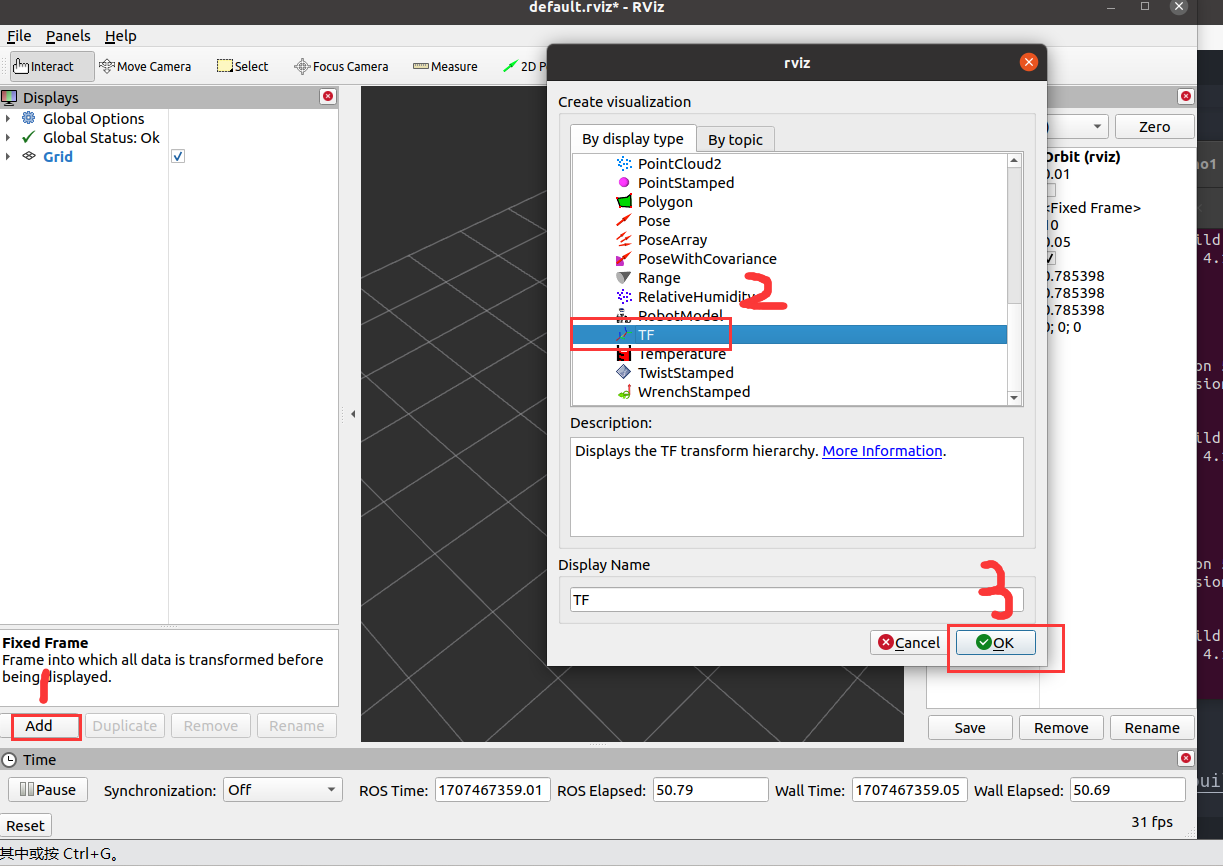 default.rviz* - RViz
File Panels Help
Interact Move Camera Select Focus Camera Measure 2D
Displays
Global Options
Global Status: Ok
Grid
Fixed Frame
Frame into which all data is transformed before
being displayed.
1
Add Duplicate Remove Rename
rviz
Create visualization
By display type By topic
PointCloud2
PointStamped
Polygon
Pose
PoseArray
PoseWithCovariance
Range
RelativeHumidity
2
RobotModel
TF
Temperature
TwistStamped
WrenchStamped
Description:
Displays the TF transform hierarchy. More Information.
Display Name
TF
3
Cancel OK
Zero
Orbit (rviz)
0.01
<Fixed Frame>
10
0.05
0.785398
0.785398
0.785398
0; 0; 0
Save Remove Rename
Time
Pause Synchronization: Off ROS Time: 1707467359.01 ROS Elapsed: 50.79 Wall Time: 1707467359.05 Wall Elapsed: 50.69
Reset 31 fps
其中或按 Ctrl+G。